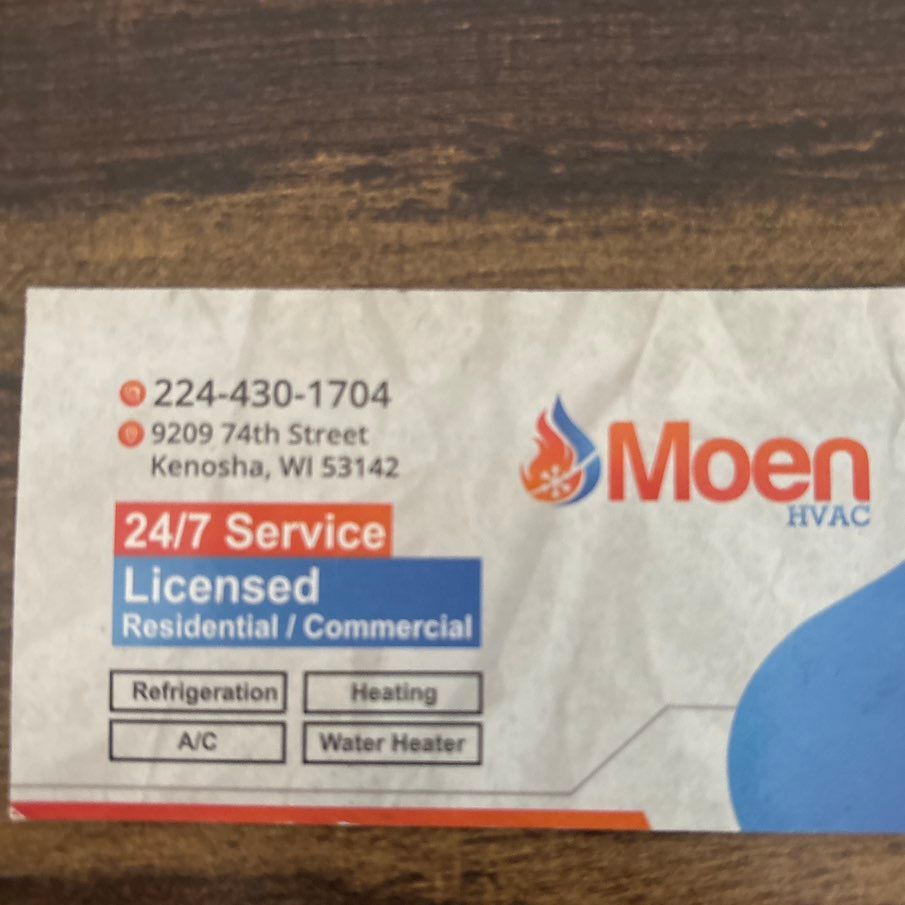 224-430-1704
9209 74th Street
Kenosha, WI 53142
Moen
HVAC
24/7 Service
Licensed
Residential / Commercial
Refrigeration
Heating
A/C
Water Heater